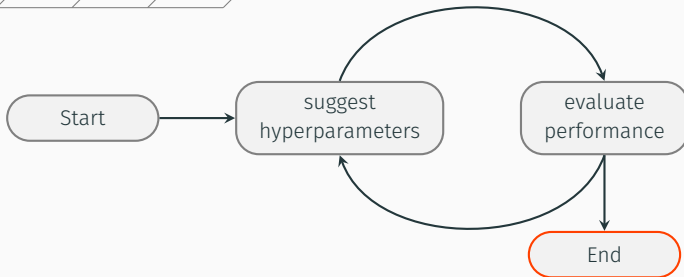 Start
suggest
hyperparameters
evaluate
performance
End